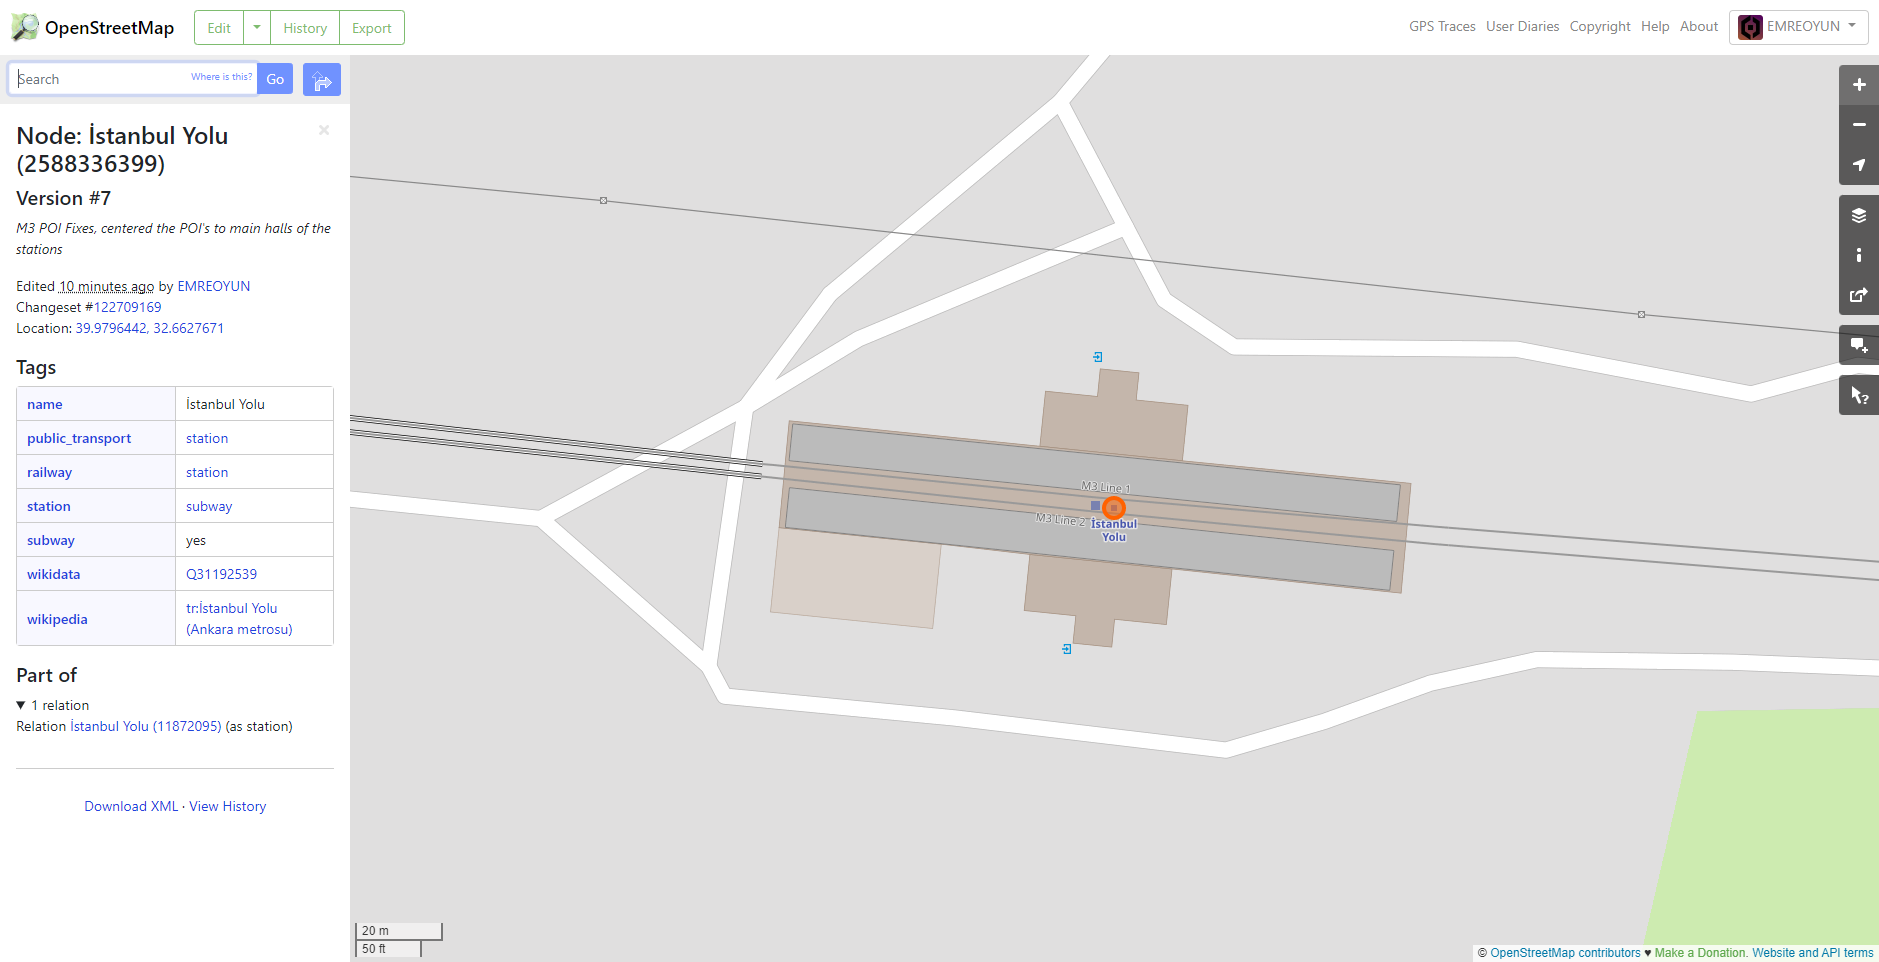 OpenStreetMap
Edit
History
Export
GPS Traces
User Diaries
Copyright
Help
About
EMREOYUN
Search
Where is this?
Go
Node: İstanbul Yolu
(2588336399)
Version #7
M3 POI Fixes, centered the POI's to main halls of the
stations
Edited 10 minutes ago by EMREOYUN
Changeset #122709169
Location: 39.9796442, 32.6627671
Tags
name İstanbul Yolu
public_transport station
railway station
station subway
subway yes
wikidata Q31192539
wikipedia tr:İstanbul Yolu
(Ankara metrosu)
Part of
▼ 1 relation
Relation İstanbul Yolu (11872095) (as station)
Download XML · View History
M3 Line 1
M3 Line 2
İstanbul
Yolu
20 m
50 ft
© OpenStreetMap contributors ♥ Make a Donation. Website and API terms